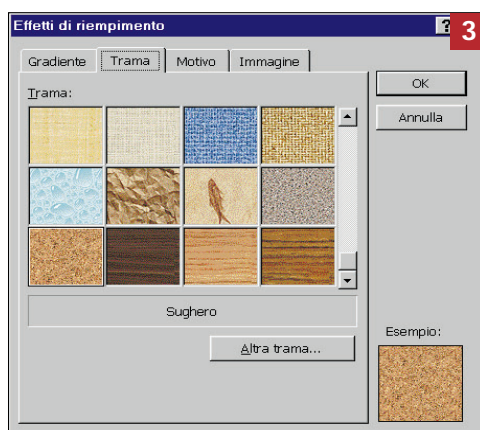 Effetti di riempimento
?
3
Gradiente Trama Motivo Immagine
Trama:
OK
Annulla
Sughero
Altra trama...
Esempio: